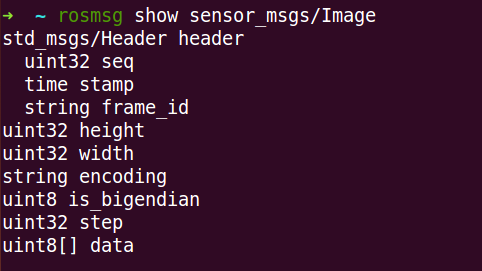 ➜  ~ rosmsg show sensor_msgs/Image
std_msgs/Header header
  uint32 seq
  time stamp
  string frame_id
uint32 height
uint32 width
string encoding
uint8 is_bigendian
uint32 step
uint8[] data